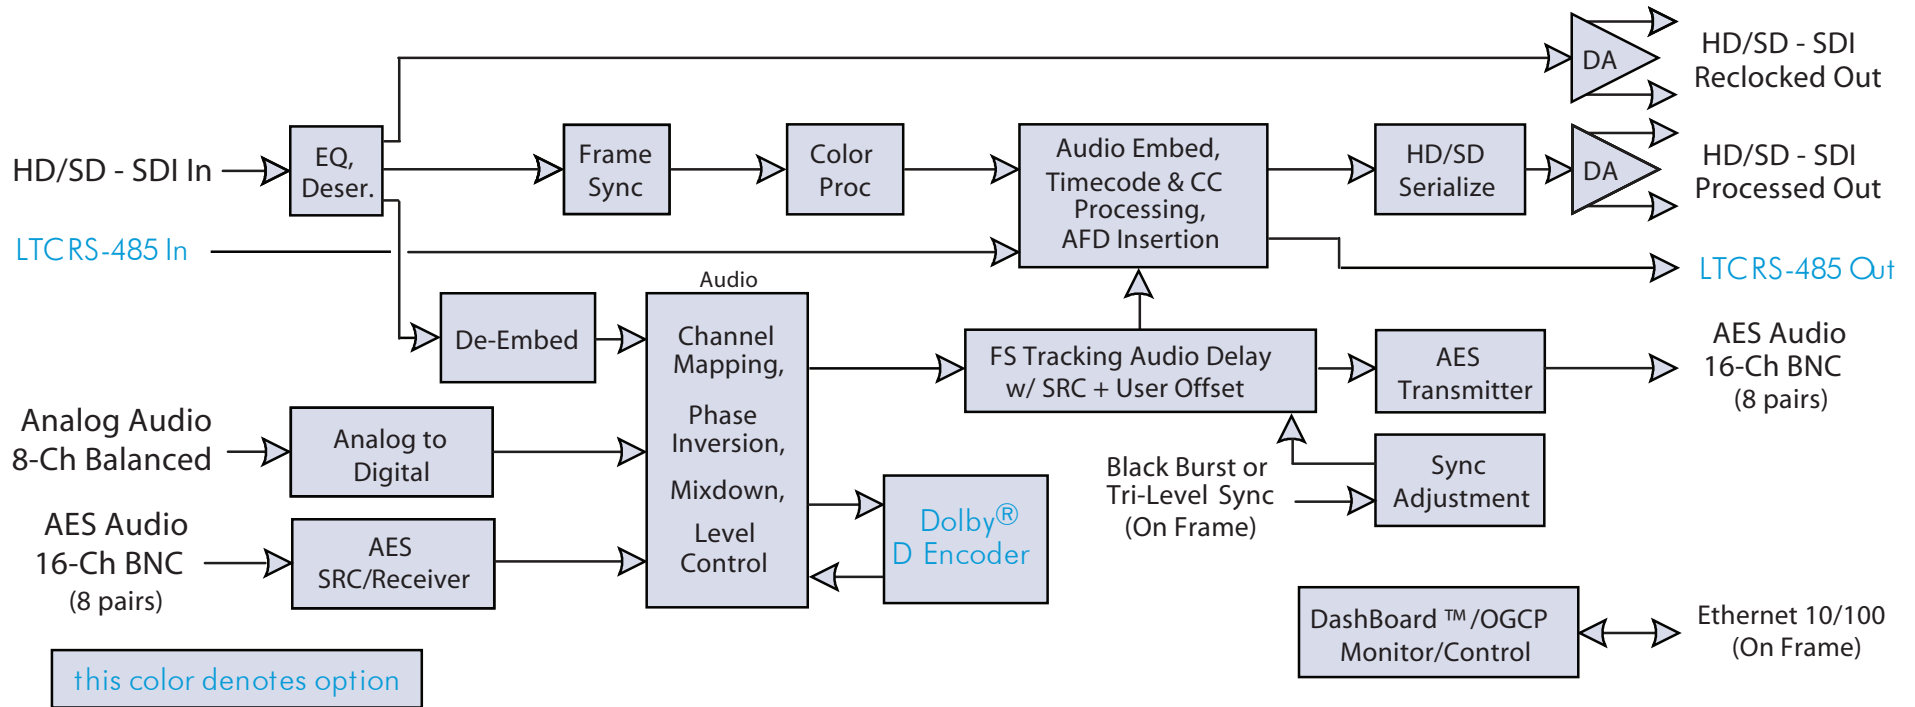 HD/SD - SDI In
EQ,
Deser.
Frame
Sync
Color
Proc
Audio Embed,
Timecode & CC
Processing,
AFD Insertion
HD/SD
Serialize
DA
HD/SD - SDI
Reclocked Out
DA
HD/SD - SDI
Processed Out
LTCRS-485 In
LTCRS-485 Out
De-Embed
Audio
Channel
Mapping,
Phase
Inversion,
Mixdown,
Level
Control
FS Tracking Audio Delay
w/ SRC + User Offset
AES
Transmitter
AES Audio
16-Ch BNC
(8 pairs)
Analog Audio
8-Ch Balanced
Analog to
Digital
Black Burst or
Tri-Level Sync
(On Frame)
Sync
Adjustment
AES Audio
16-Ch BNC
(8 pairs)
AES
SRC/Receiver
Dolby®
D Encoder
DashBoard ™/OGCP
Monitor/Control
Ethernet 10/100
(On Frame)
this color denotes option